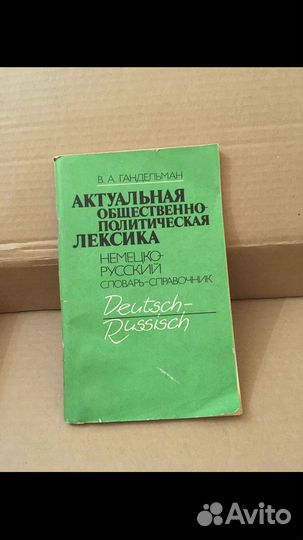 В. А. ГАНДЕЛЬМАН
АКТУАЛЬНАЯ
ОБЩЕСТВЕННО-
ПОЛИТИЧЕСКАЯ
ЛЕКСИКА
НЕМЕЦКО-
РУССКИЙ
СЛОВАРЬ-СПРАВОЧНИК
Deutsch-
Russisch
Avito